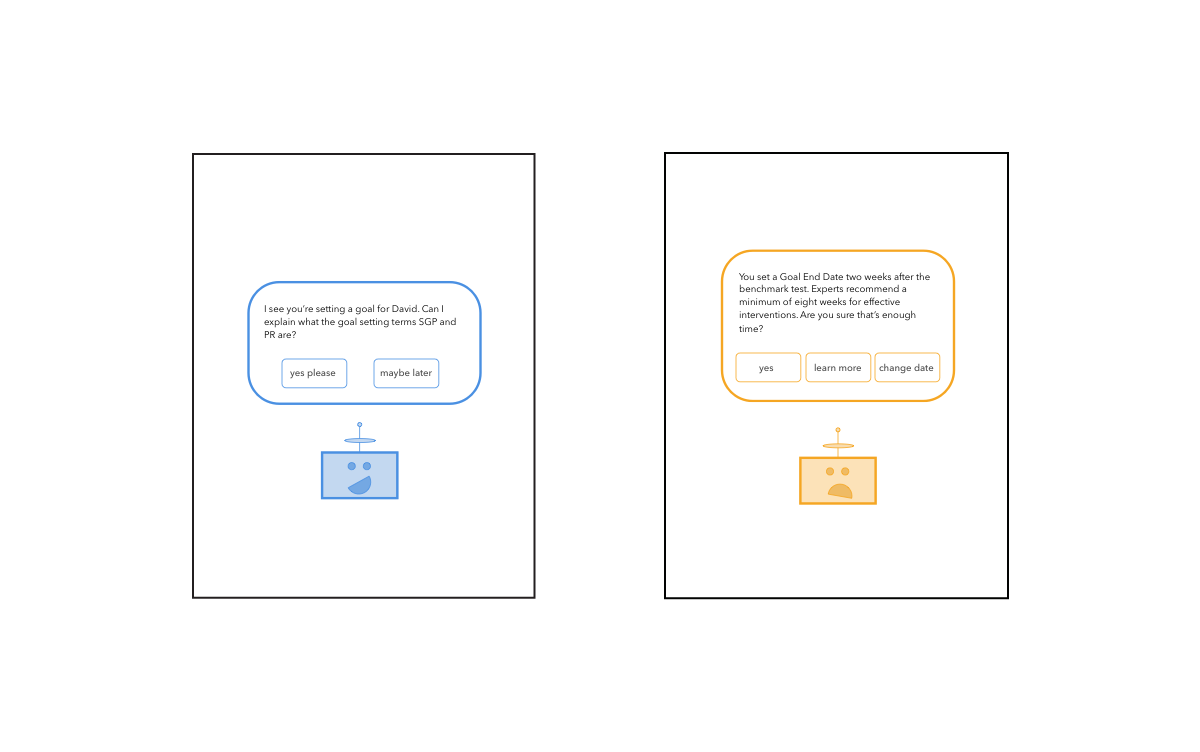 I see you're setting a goal for David. Can I
explain what the goal setting terms SGP and
PR are?
yes please
maybe later
You set a Goal End Date two weeks after the
benchmark test. Experts recommend a
minimum of eight weeks for effective
interventions. Are you sure that's enough
time?
yes
learn more
change date